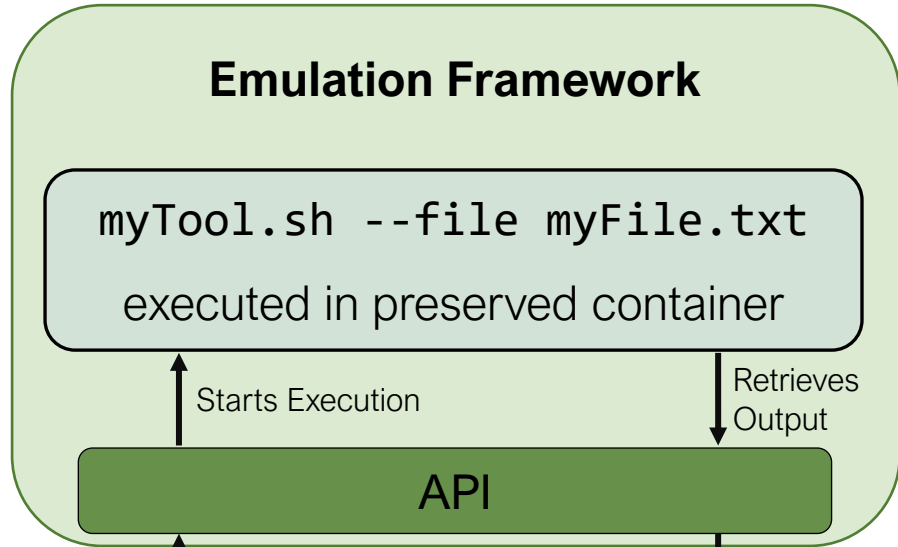 Emulation Framework
myTool.sh --file myFile.txt
executed in preserved container
Starts Execution
Retrieves
Output
API